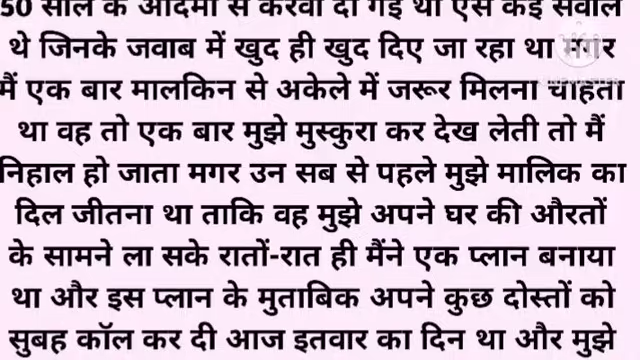 50 साल के आदमी से करवा दी गई थी ऐसे कई सवाल
थे जिनके जवाब में खुद ही खुद दिए जा रहा था मगर
मैं एक बार मालकिन से अकेले में जरूर मिलना चाहता
था वह तो एक बार मुझे मुस्कुरा कर देख लेती तो मैं
निहाल हो जाता मगर उन सब से पहले मुझे मालिक का
दिल जीतना था ताकि वह मुझे अपने घर की औरतों
के सामने ला सके रातों-रात ही मैंने एक प्लान बनाया
था और इस प्लान के मुताबिक अपने कुछ दोस्तों को
सुबह कॉल कर दी आज इतवार का दिन था और मुझे